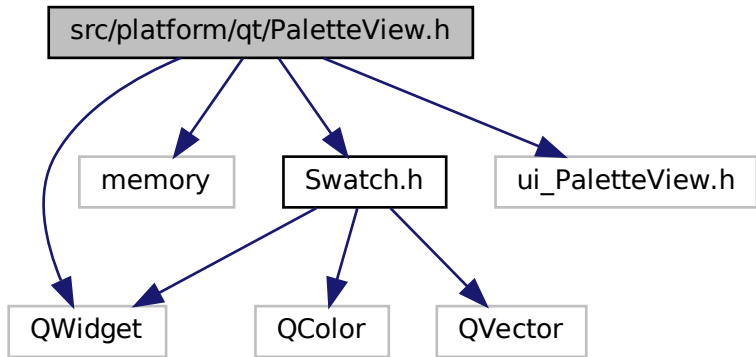 src/platform/qt/PaletteView.h
memory
Swatch.h
ui_PaletteView.h
QWidget
QColor
QVector